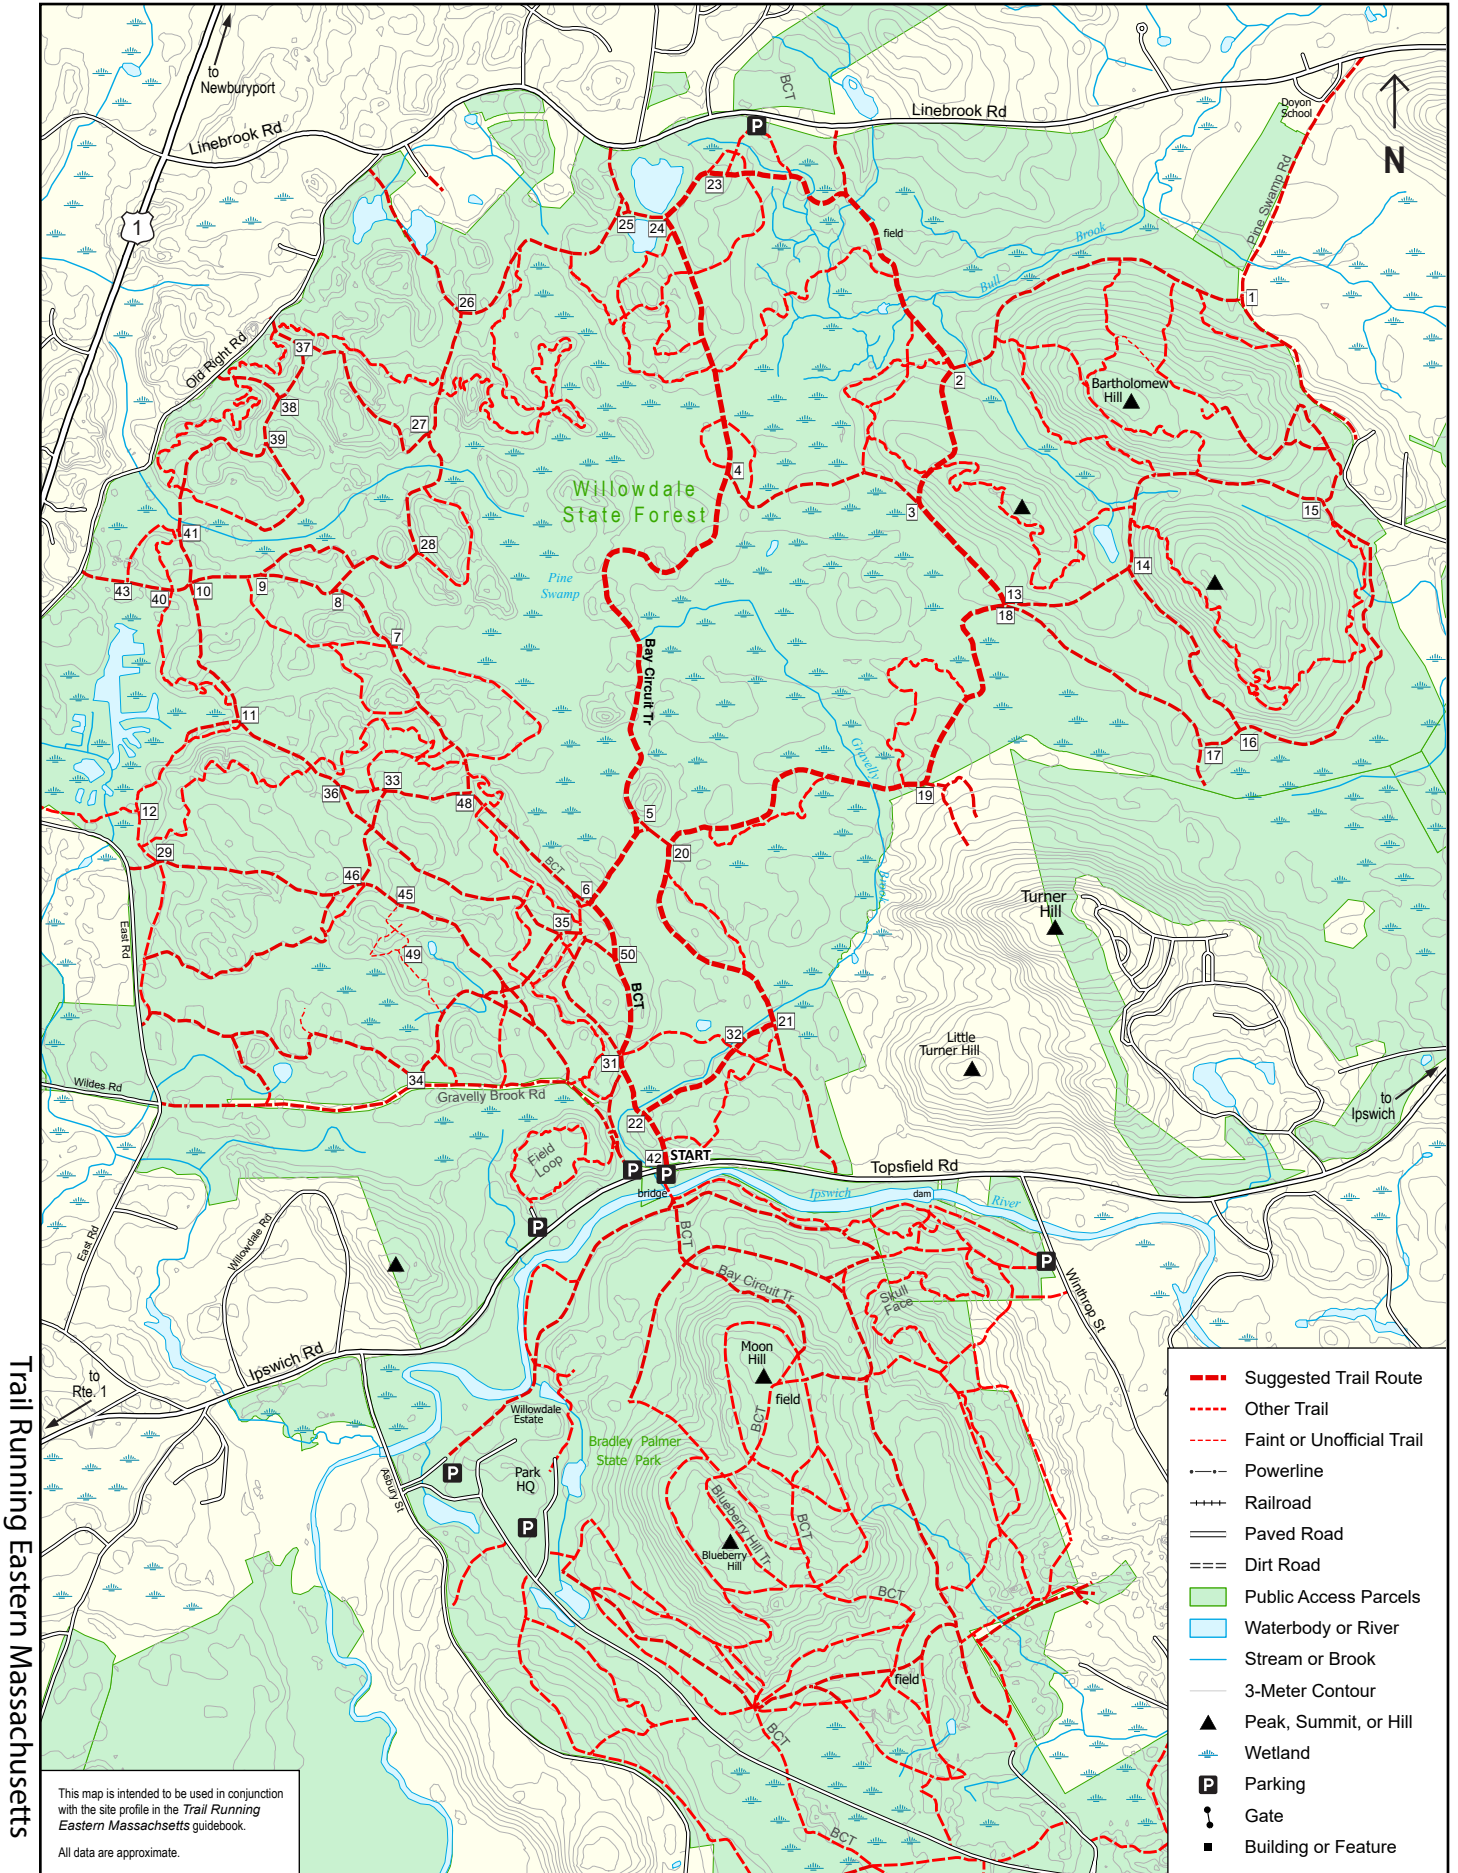 to
Newburyport
Linebrook Rd
BCT
Linebrook Rd
Doyon
School
N
Pine Swamp Rd
1
23
25
24
field
Bull
Brook
1
26
Old Right Rd
37
2
Bartholomew
Hill
38
27
39
4
Willowdale
State Forest
3
15
41
28
Pine
Swamp
14
43
40
10
9
8
13
18
7
Bay Circuit Tr
11
Gravelly
17
16
33
36
48
19
12
5
29
20
BCT
46
45
6
Brook
Turner
Hill
35
East Rd
49
50
BCT
21
32
Little
Turner Hill
31
Wildes Rd
34
Gravelly Brook Rd
to
Ipswich
22
Field
Loop
42
START
Topsfield Rd
P
P
bridge
Ipswich
dam
River
P
BCT
East Rd
Willowdale Rd
P
Bay Circuit Tr
Skull
Face
Winthrop St
Moon
Hill
Ipswich Rd
to
Rte. 1
field
Willowdale
Estate
BCT
Bradley Palmer
State Park
P
Park
HQ
Asbury St
Blueberry Hill Tr
BCT
P
Blueberry
Hill
BCT
field
BCT
BCT
Suggested Trail Route
Other Trail
Faint or Unofficial Trail
Powerline
Railroad
Paved Road
Dirt Road
Public Access Parcels
Waterbody or River
Stream or Brook
3-Meter Contour
Peak, Summit, or Hill
Wetland
P Parking
Gate
Building or Feature
This map is intended to be used in conjunction
with the site profile in the Trail Running
Eastern Massachsetts guidebook.
All data are approximate.
Trail Running Eastern Massachusetts